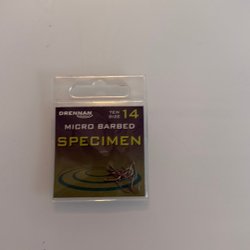 DRENNAN
TEN
SIZE 14
MICRO BARBED
SPECIMEN